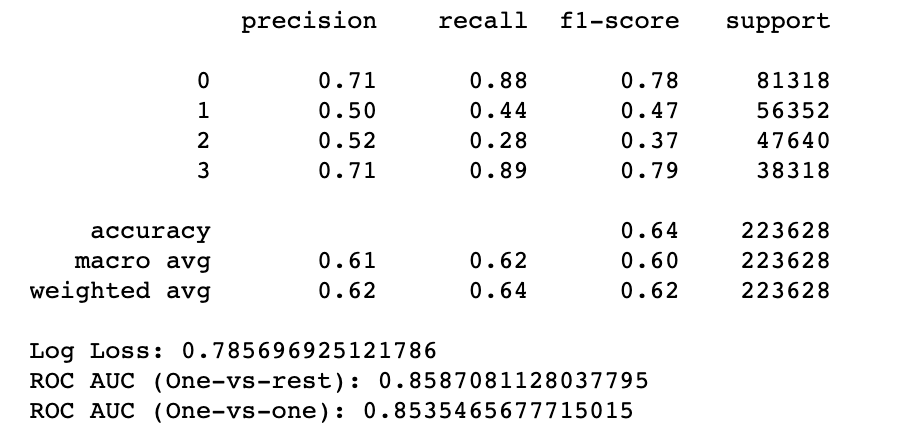 precision recall f1-score support
0 0.71 0.88 0.78 81318
1 0.50 0.44 0.47 56352
2 0.52 0.28 0.37 47640
3 0.71 0.89 0.79 38318
accuracy 0.64 223628
macro avg 0.61 0.62 0.60 223628
weighted avg 0.62 0.64 0.62 223628
Log Loss: 0.785696925121786
ROC AUC (One-vs-rest): 0.8587081128037795
ROC AUC (One-vs-one): 0.8535465677715015